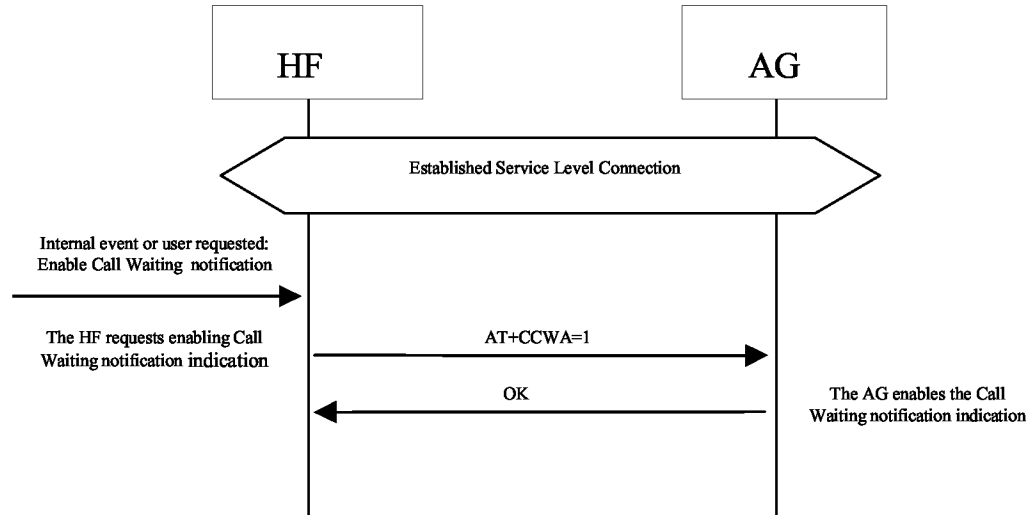 HF
AG
Established Service Level Connection
Internal event or user requested:
Enable Call Waiting notification
The HF requests enabling Call
Waiting notification indication
AT+CCWA=1
OK
The AG enables the Call
Waiting notification indication